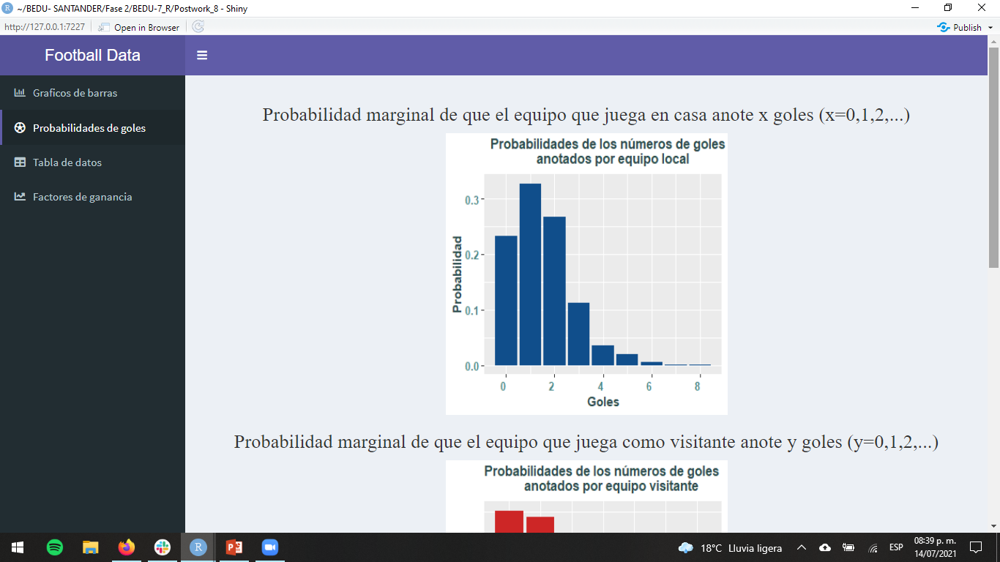 ~/BEDU- SANTANDER/Fase 2/BEDU-7_R/Postwork_8 - Shiny
http://127.0.0.1:7227
Open in Browser
Publish
Football Data
Graficos de barras
Probabilidades de goles
Tabla de datos
Factores de ganancia
Probabilidad marginal de que el equipo que juega en casa anote x goles (x=0,1,2,...)
Probabilidades de los números de goles
anotados por equipo local
Probabilidad
0.3
0.2
0.1
0.0
0 2 4 6 8
Goles
Probabilidad marginal de que el equipo que juega como visitante anote y goles (y=0,1,2,...)
Probabilidades de los números de goles
anotados por equipo visitante
R
P
18°C Lluvia ligera
ESP
08:39 p. m.
14/07/2021